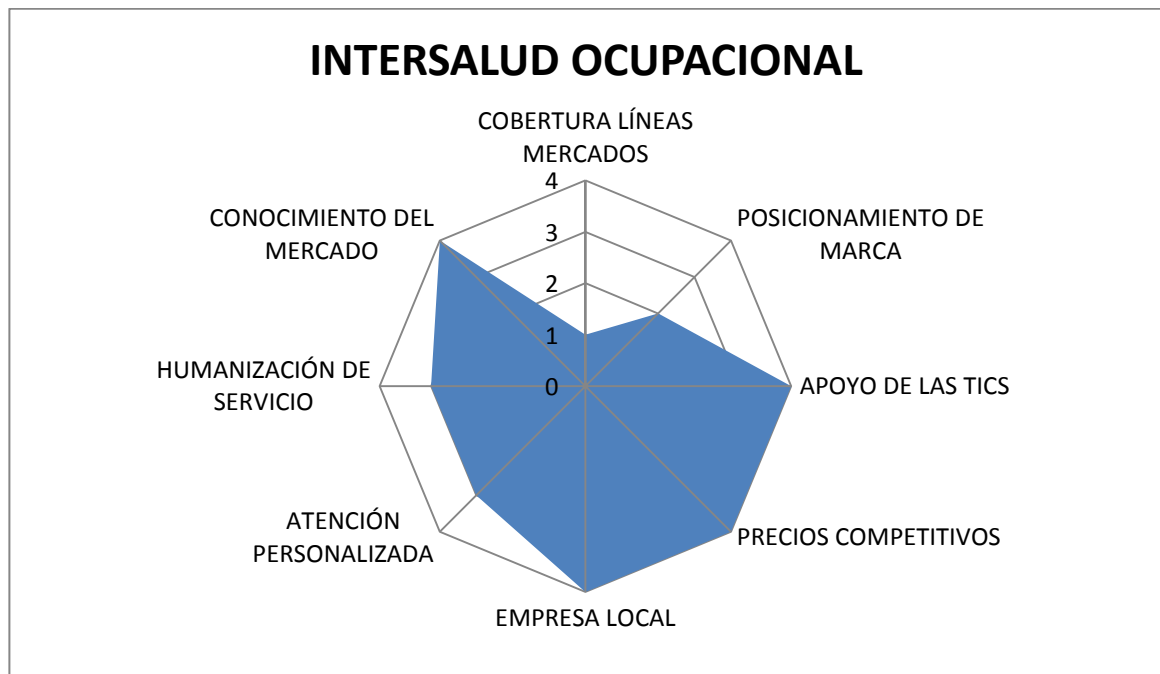 INTERSALUD OCUPACIONAL
COBERTURA LÍNEAS
MERCADOS
POSICIONAMIENTO DE
MARCA
APOYO DE LAS TICS
PRECIOS COMPETITIVOS
EMPRESA LOCAL
ATENCIÓN
PERSONALIZADA
HUMANIZACIÓN DE
SERVICIO
CONOCIMIENTO DEL
MERCADO
4
3
2
1
0